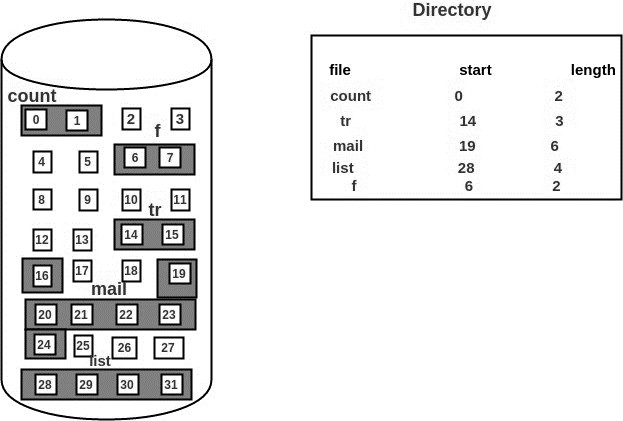 Directory
file start length
count 0 2
tr 14 3
mail 19 6
list 28 4
f 6 2
count
0 1 2 3
f
4 5 6 7
8 9 10 11
tr
12 13 14 15
16 17 18 19
mail
20 21 22 23
24 25 26 27
list
28 29 30 31